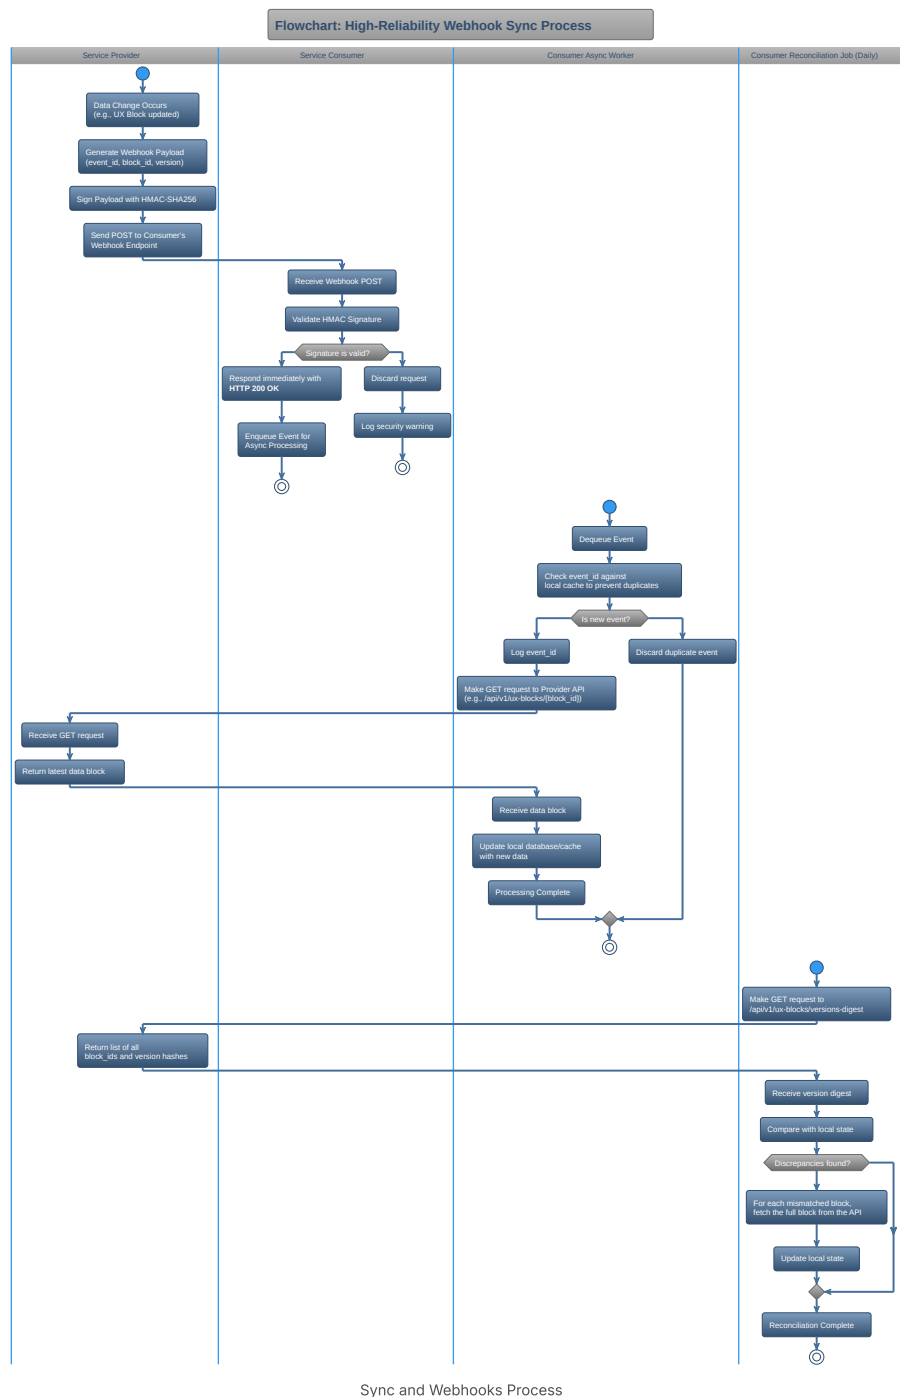 Flowchart: High-Reliability Webhook Sync Process
Service Provider
Service Consumer
Consumer Async Worker
Consumer Reconciliation Job (Daily)
Data Change Occurs
(e.g., UX Block updated)
Generate Webhook Payload
(event_id, block_id, version)
Sign Payload with HMAC-SHA256
Send POST to Consumer's
Webhook Endpoint
Receive Webhook POST
Validate HMAC Signature
Signature is valid?
Respond immediately with
HTTP 200 OK
Discard request
Enqueue Event for
Async Processing
Log security warning
Dequeue Event
Check event_id against
local cache to prevent duplicates
Is new event?
Log event_id
Discard duplicate event
Make GET request to Provider API
(e.g., /api/v1/ux-blocks/{block_id})
Receive GET request
Return latest data block
Receive data block
Update local database/cache
with new data
Processing Complete
Make GET request to
/api/v1/ux-blocks/versions-digest
Return list of all
block_ids and version hashes
Receive version digest
Compare with local state
Discrepancies found?
For each mismatched block,
fetch the full block from the API
Update local state
Reconciliation Complete
Sync and Webhooks Process